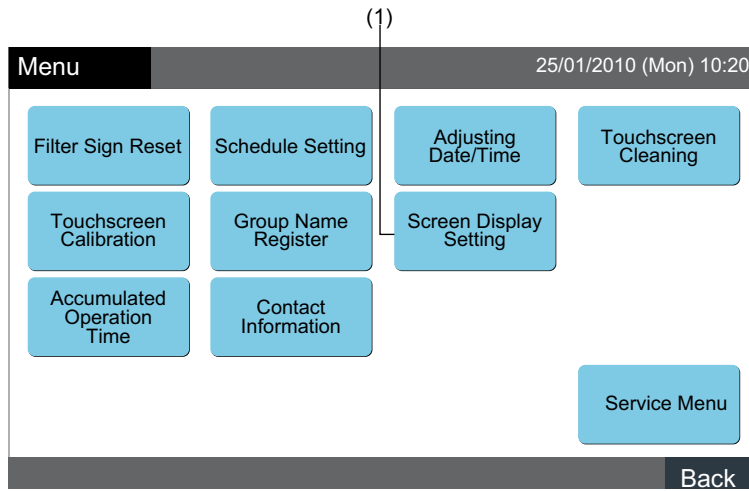 (1)
Menu
25/01/2010 (Mon) 10:20
Filter Sign Reset
Schedule Setting
Adjusting
Date/Time
Touchscreen
Cleaning
Touchscreen
Calibration
Group Name
Register
Screen Display
Setting
Accumulated
Operation
Time
Contact
Information
Service Menu
Back